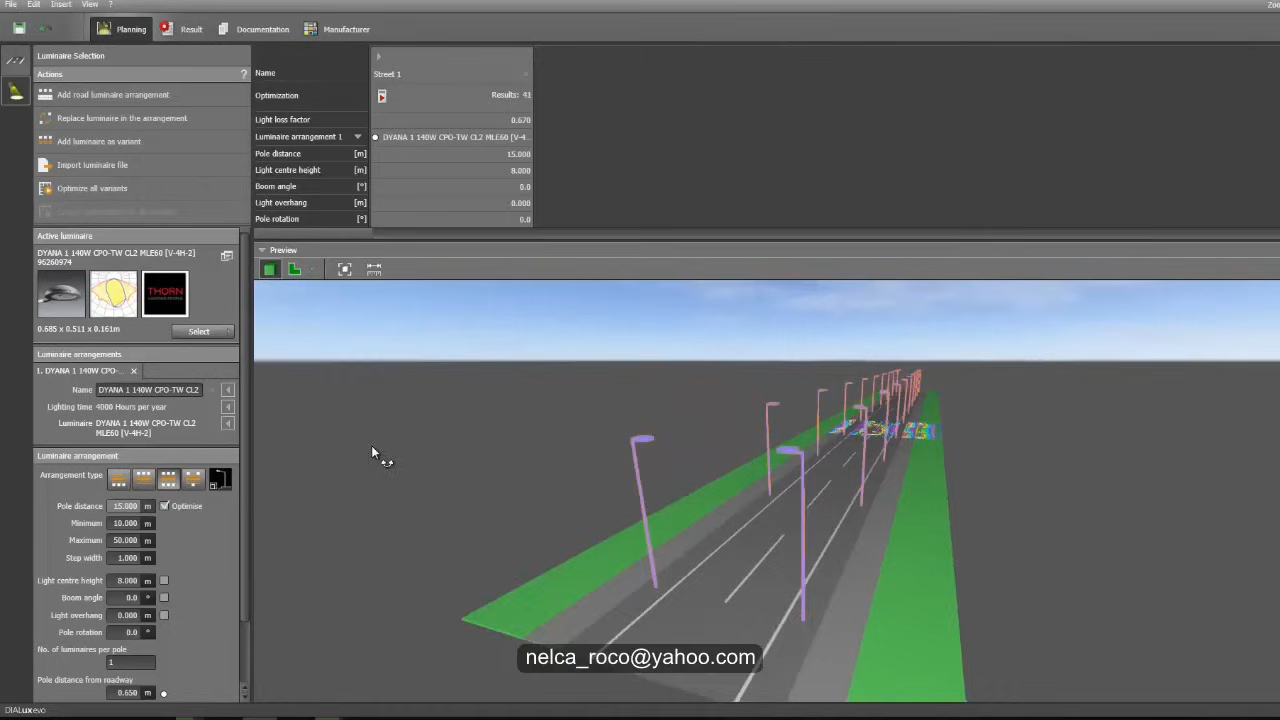 File Edit Insert View ?
Zoo
Planning Result Documentation Manufacturer
Luminaire Selection
Actions ?
Add road luminaire arrangement
Replace luminaire in the arrangement
Add luminaire as variant
Import luminaire file
Optimize all variants
Name Street 1
Optimization Results: 41
Light loss factor 0.670
Luminaire arrangement 1 DYANA 1 140W CPO-TW CL2 MLE60 [V-4...
Pole distance [m] 15.000
Light centre height [m] 8.000
Boom angle [°] 0.0
Light overhang [m] 0.000
Pole rotation [°] 0.0
Active luminaire
DYANA 1 140W CPO-TW CL2 MLE60 [V-4H-2]
96260974
THORN
0.685 x 0.511 x 0.161m Select
Luminaire arrangements
1. DYANA 1 140W CPO-...
Name DYANA 1 140W CPO-TW CL2
Lighting time 4000 Hours per year
Luminaire DYANA 1 140W CPO-TW CL2
MLE60 [V-4H-2]
Luminaire arrangement
Arrangement type
Pole distance 15.000 m Optimise
Minimum 10.000 m
Maximum 50.000 m
Step width 1.000 m
Light centre height 8.000 m
Boom angle 0.0 °
Light overhang 0.000 m
Pole rotation 0.0 °
No. of luminaires per pole
1
Pole distance from roadway
0.650 m
Preview
nelca_roco@yahoo.com
DIALux evo